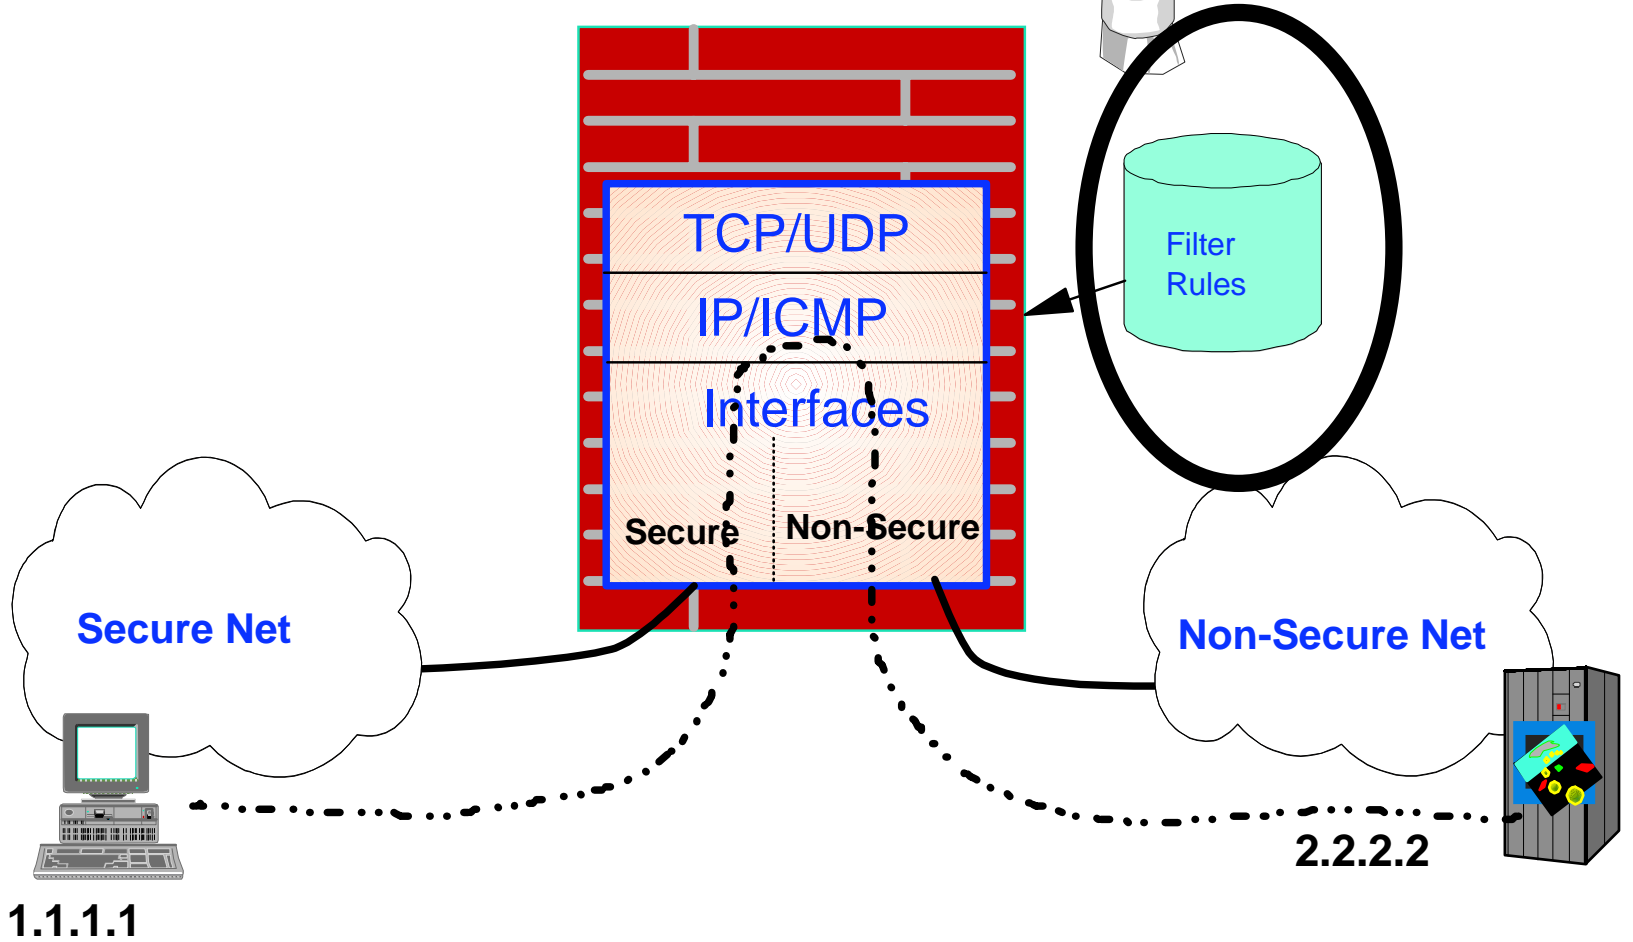 TCP/UDP
IP/ICMP
Interfaces
Secure
Non-Secure
Filter
Rules
Secure Net
Non-Secure Net
2.2.2.2
1.1.1.1